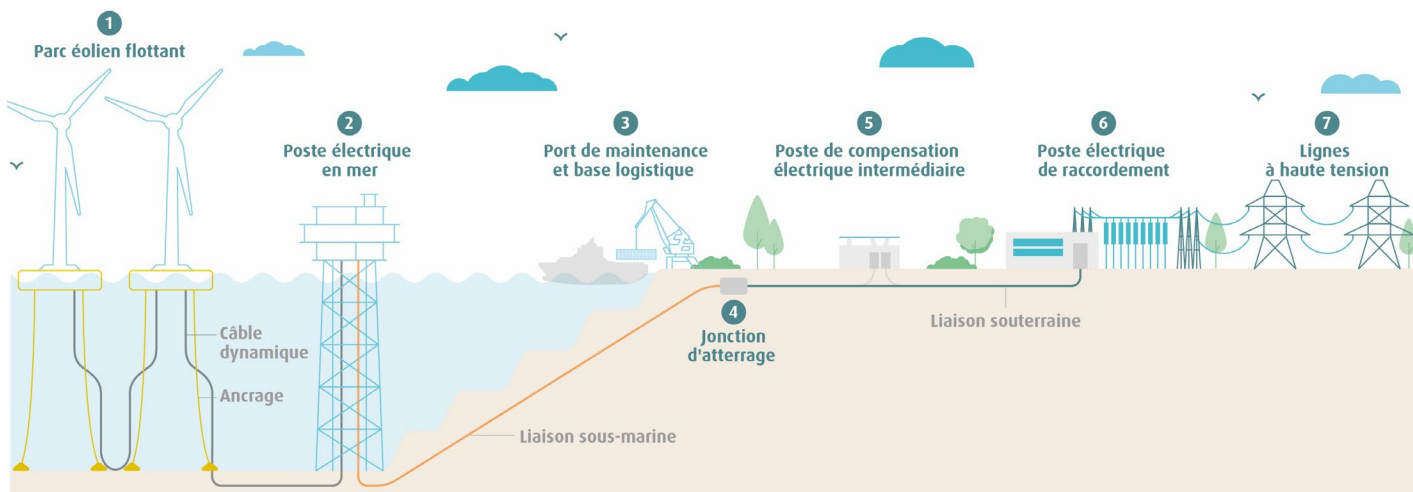 1
Parc éolien flottant
2
Poste électrique
en mer
3
Port de maintenance
et base logistique
5
Poste de compensation
électrique intermédiaire
6
Poste électrique
de raccordement
7
Lignes
à haute tension
4
Jonction
d'atterrage
Câble
dynamique
Ancrage
Liaison sous-marine
Liaison souterraine